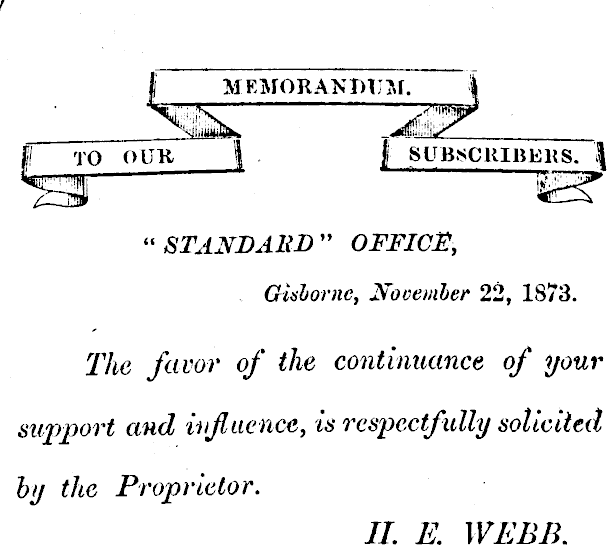 MEMORANDUM.
TO OUR SUBSCRIBERS.
"STANDARD" OFFICE,
Gisborne, November 22, 1873.
The favor of the continuance of your
support and influence, is respectfully solicited
by the Proprietor.
H. E. WEBB.